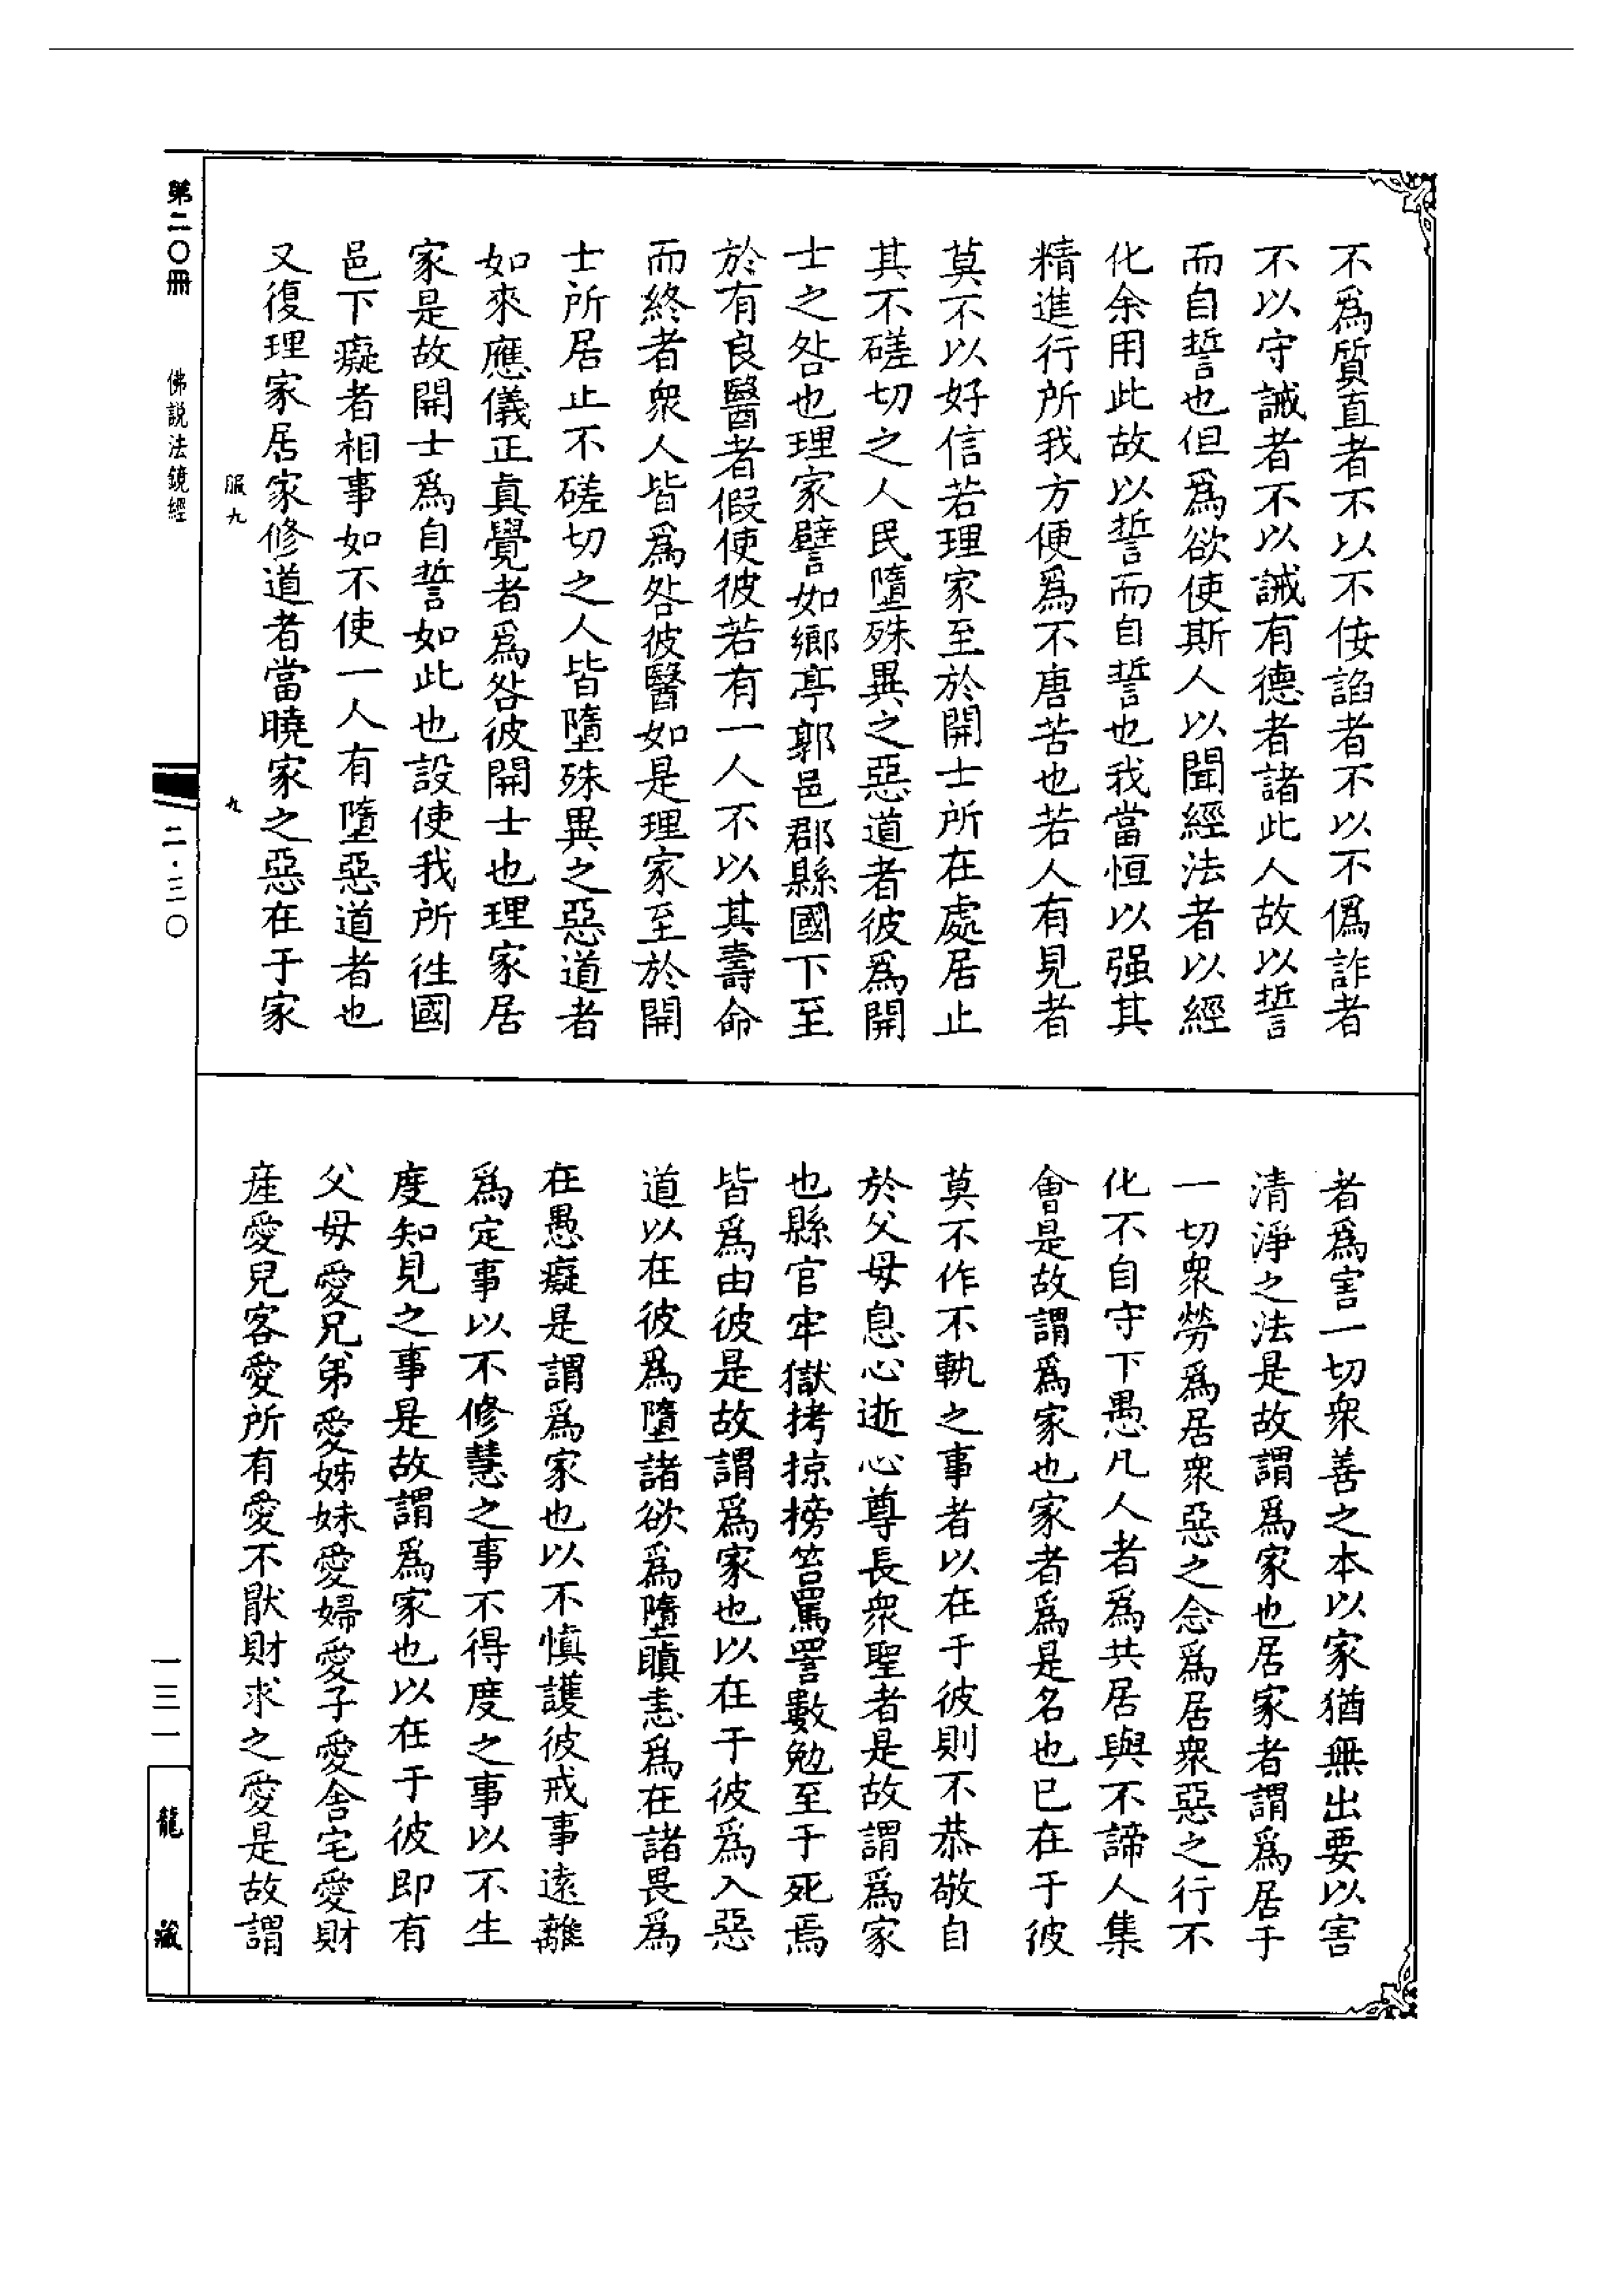 不爲質直者不以不佞諂者不以不僞詐者
不以守誡者不以誡有德者諸此人故以誓
而自誓也但爲欲使斯人以聞經法者以經
化余用此故以誓而自誓也我當恒以强其
精進行所我方便爲不唐苦也若人有見者
莫不以好信若理家至於開士所在處居止
其不磋切之人民墮殊異之惡道者彼爲開
士之咎也理家譬如鄉亭郭邑郡縣國下至
於有良醫者假使彼若有一人不以其壽命
而終者衆人皆爲咎彼醫如是理家至於開
士所居止不磋切之人皆墮殊異之惡道者
如來應儀正真覺者爲咎彼開士也理家居
家是故開士爲自誓如此也設使我所徃國
邑下癡者相事如不使一人有墮惡道者也
又復理家居家修道者當曉家之惡在于家
者爲害一切衆善之本以家猶無出要以害
清淨之法是故謂爲家也居家者謂爲居于
一切衆勞爲居衆惡之念爲居衆惡之行不
化不自守下愚凡人者爲共居與不諦人集
會是故謂爲家也家者爲是名也已在于彼
莫不作不軌之事者以在于彼則不恭敬自
於父母息心逝心尊長衆聖者是故謂爲家
也縣官牢獄拷掠搒笞罵詈數勉至于死焉
皆爲由彼是故謂爲家也以在于彼爲入惡
道以在彼爲墮諸欲爲墮瞋恚爲在諸畏爲
在愚癡是謂爲家也以不慎護彼戒事遠離
爲定事以不修慧之事不得度之事以不生
度知見之事是故謂爲家也以在于彼即有
父母愛兄弟愛姊妹愛婦愛子愛舍宅愛財
産愛兒客愛所有愛不猒財求之愛是故謂
第二〇冊
佛説法鏡經
服九
九
二·三〇
一三一
龍藏